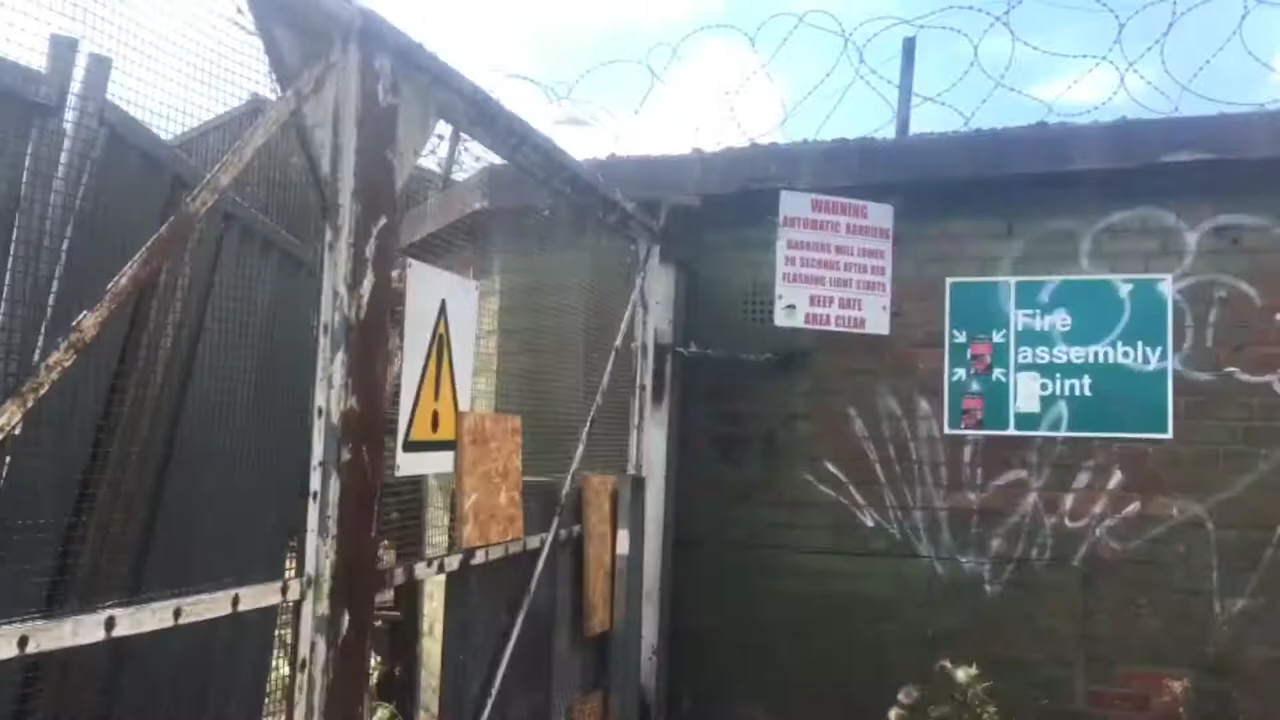 WARNING
AUTOMATIC BARRIERS
BARRIERS WILL LOWER
20 SECONDS AFTER RED
FLASHING LIGHT STARTS
KEEP GATE
AREA CLEAR
Fire
assembly
point